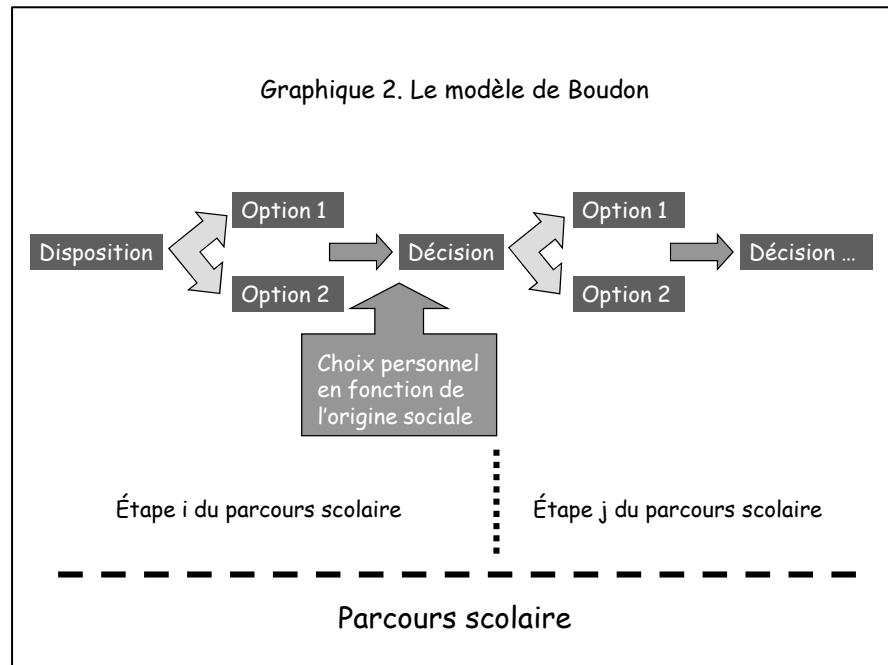 Graphique 2. Le modèle de Boudon
Option 1
Option 1
Disposition
Décision
Décision ...
Option 2
Option 2
Choix personnel
en fonction de
l'origine sociale
Étape i du parcours scolaire
Étape j du parcours scolaire
Parcours scolaire